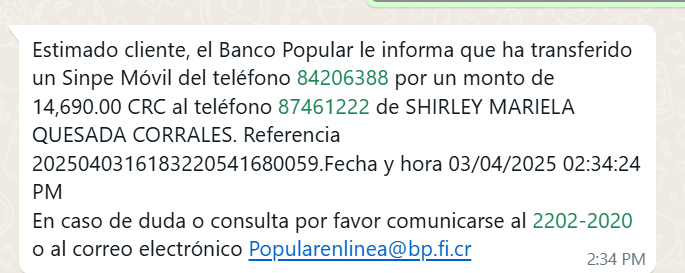 Estimado cliente, el Banco Popular le informa que ha transferido
un Sinpe Móvil del teléfono 84206388 por un monto de
14,690.00 CRC al teléfono 87461222 de SHIRLEY MARIELA
QUESADA CORRALES. Referencia
2025040316183220541680059.Fecha y hora 03/04/2025 02:34:24
PM
En caso de duda o consulta por favor comunicarse al 2202-2020
o al correo electrónico Popularenlinea@bp.fi.cr
2:34 PM